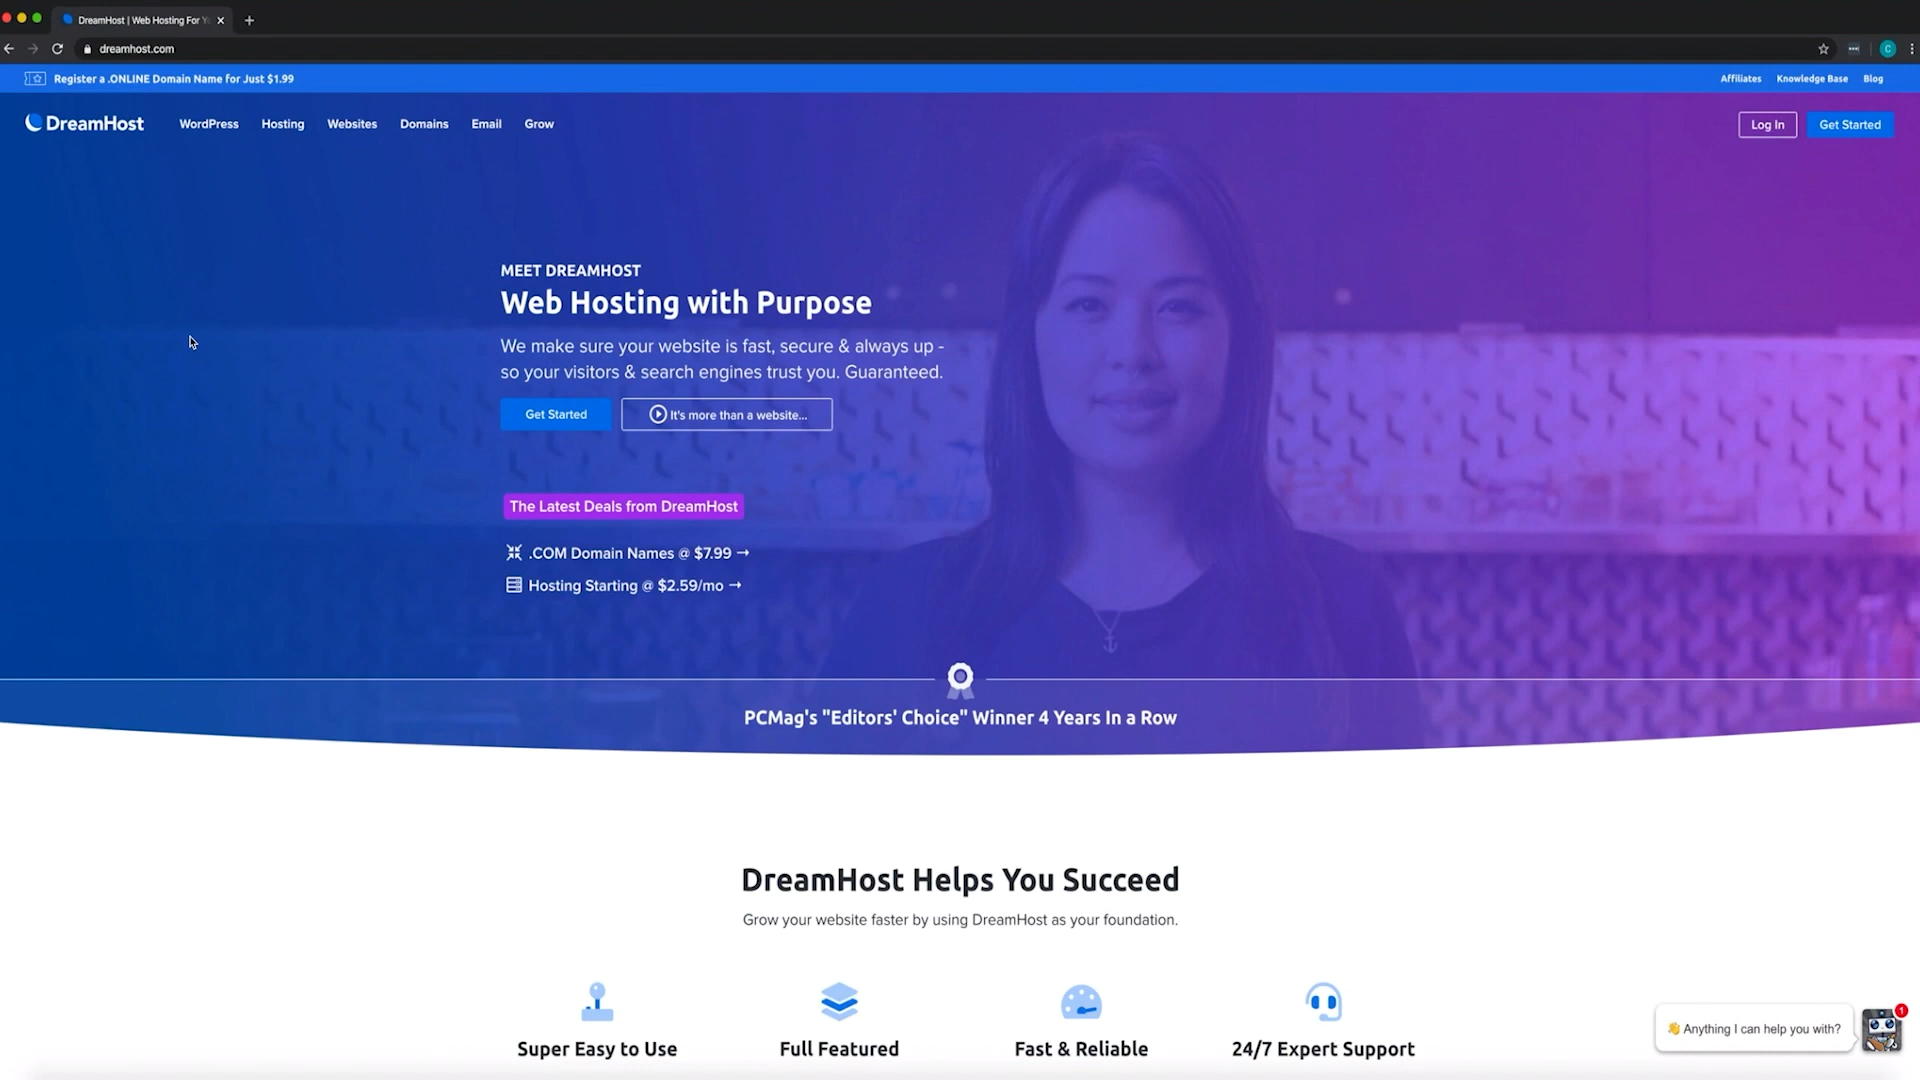 DreamHost | Web Hosting For Y
dreamhost.com
C
Register a .ONLINE Domain Name for Just $1.99
Affiliates
Knowledge Base
Blog
DreamHost
WordPress
Hosting
Websites
Domains
Email
Grow
Log In
Get Started
MEET DREAMHOST
Web Hosting with Purpose
We make sure your website is fast, secure & always up -
so your visitors & search engines trust you. Guaranteed.
Get Started
It's more than a website...
The Latest Deals from DreamHost
.COM Domain Names @ $7.99 →
Hosting Starting @ $2.59/mo →
PCMag's "Editors' Choice" Winner 4 Years In a Row
DreamHost Helps You Succeed
Grow your website faster by using DreamHost as your foundation.
Super Easy to Use
Full Featured
Fast & Reliable
24/7 Expert Support
👋 Anything I can help you with?
1